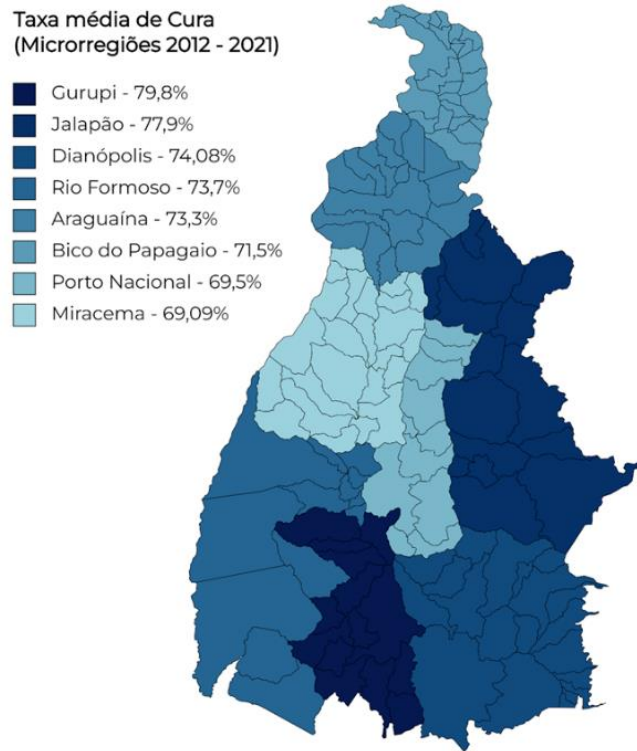 Taxa média de Cura
(Microrregiões 2012 - 2021)
Gurupi - 79,8%
Jalapão - 77,9%
Dianópolis - 74,08%
Rio Formoso - 73,7%
Araguaína - 73,3%
Bico do Papagaio - 71,5%
Porto Nacional - 69,5%
Miracema - 69,09%